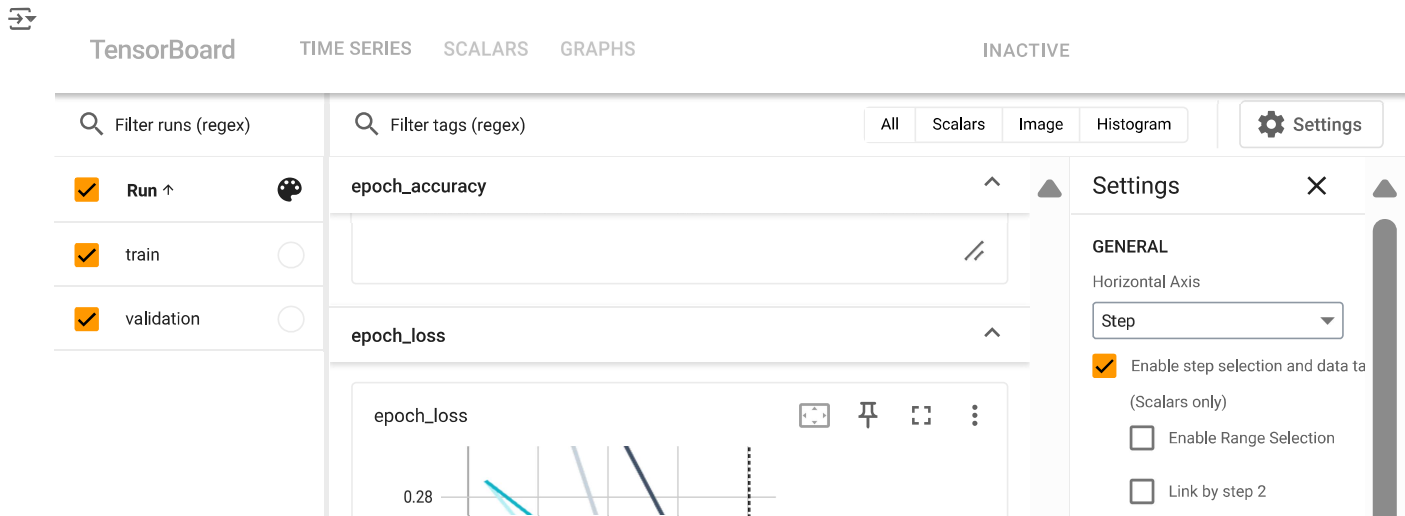 TensorBoard TIME SERIES SCALARS GRAPHS INACTIVE
Filter runs (regex)
Filter tags (regex)
All Scalars Image Histogram
Settings
Run
train
validation
epoch_accuracy
epoch_loss
epoch_loss
0.28
Settings
GENERAL
Horizontal Axis
Step
Enable step selection and data ta
(Scalars only)
Enable Range Selection
Link by step 2